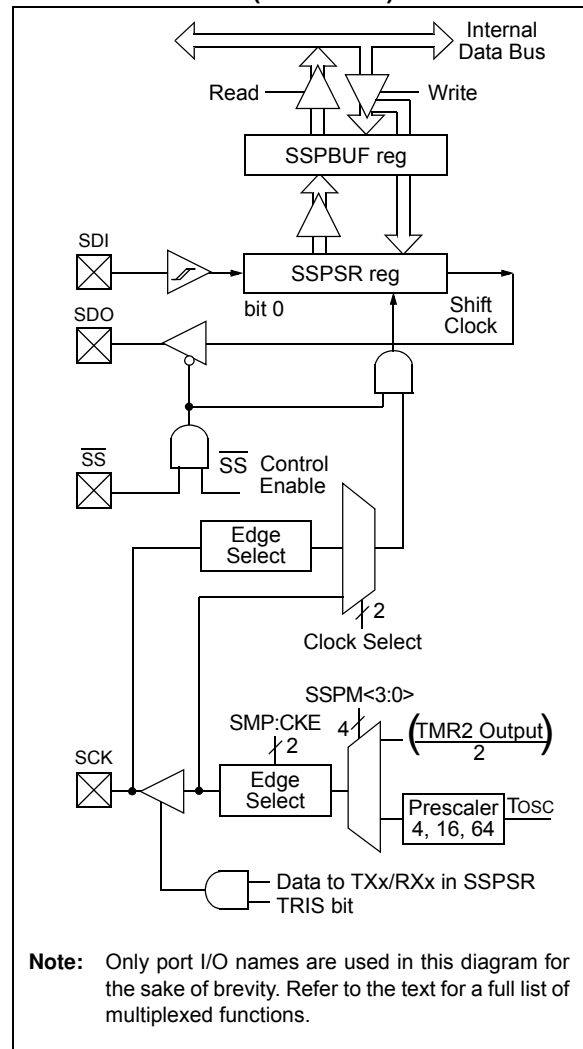 Internal
Data Bus
Read
Write
SSPBUF reg
SDI
SSPSR reg
bit 0
Shift
Clock
SDO
SS
SS Control
Enable
Edge
Select
2
Clock Select
SSPM<3:0>
SMP:CKE
4
2
(TMR2 Output)
2
SCK
Edge
Select
Prescaler
4, 16, 64
TOSC
Data to TXx/RXx in SSPSR
TRIS bit
Note: Only port I/O names are used in this diagram for
the sake of brevity. Refer to the text for a full list of
multiplexed functions.